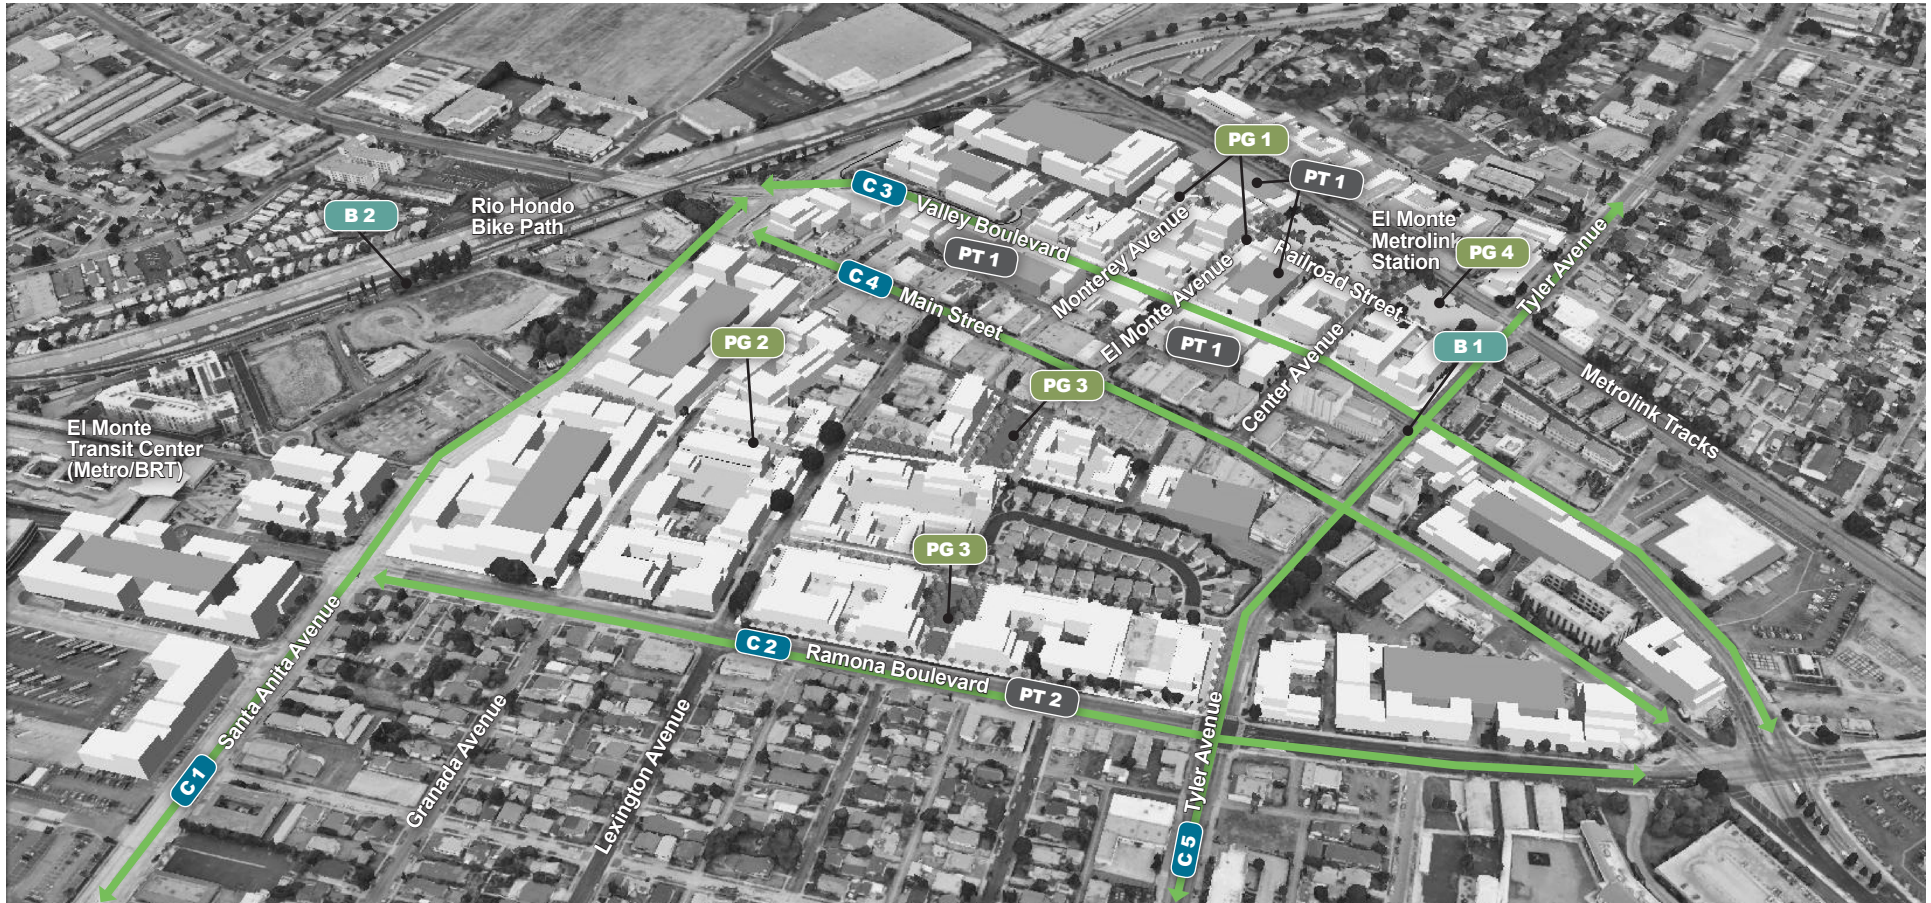 PG 1
PT 1
C 3
B 2
Rio Hondo
Bike Path
Valley Boulevard
Monterey Avenue
El Monte
Metrolink
Station
PG 4
Tyler Avenue
PT 1
C 4
Main Street
El Monte Avenue
Railroad Street
PG 2
PT 1
Center Avenue
B 1
PG 3
Metrolink Tracks
El Monte
Transit Center
(Metro/BRT)
PG 3
Santa Anita Avenue
C 2
Ramona Boulevard
PT 2
Granada Avenue
Lexington Avenue
Tyler Avenue
C 1
C 5